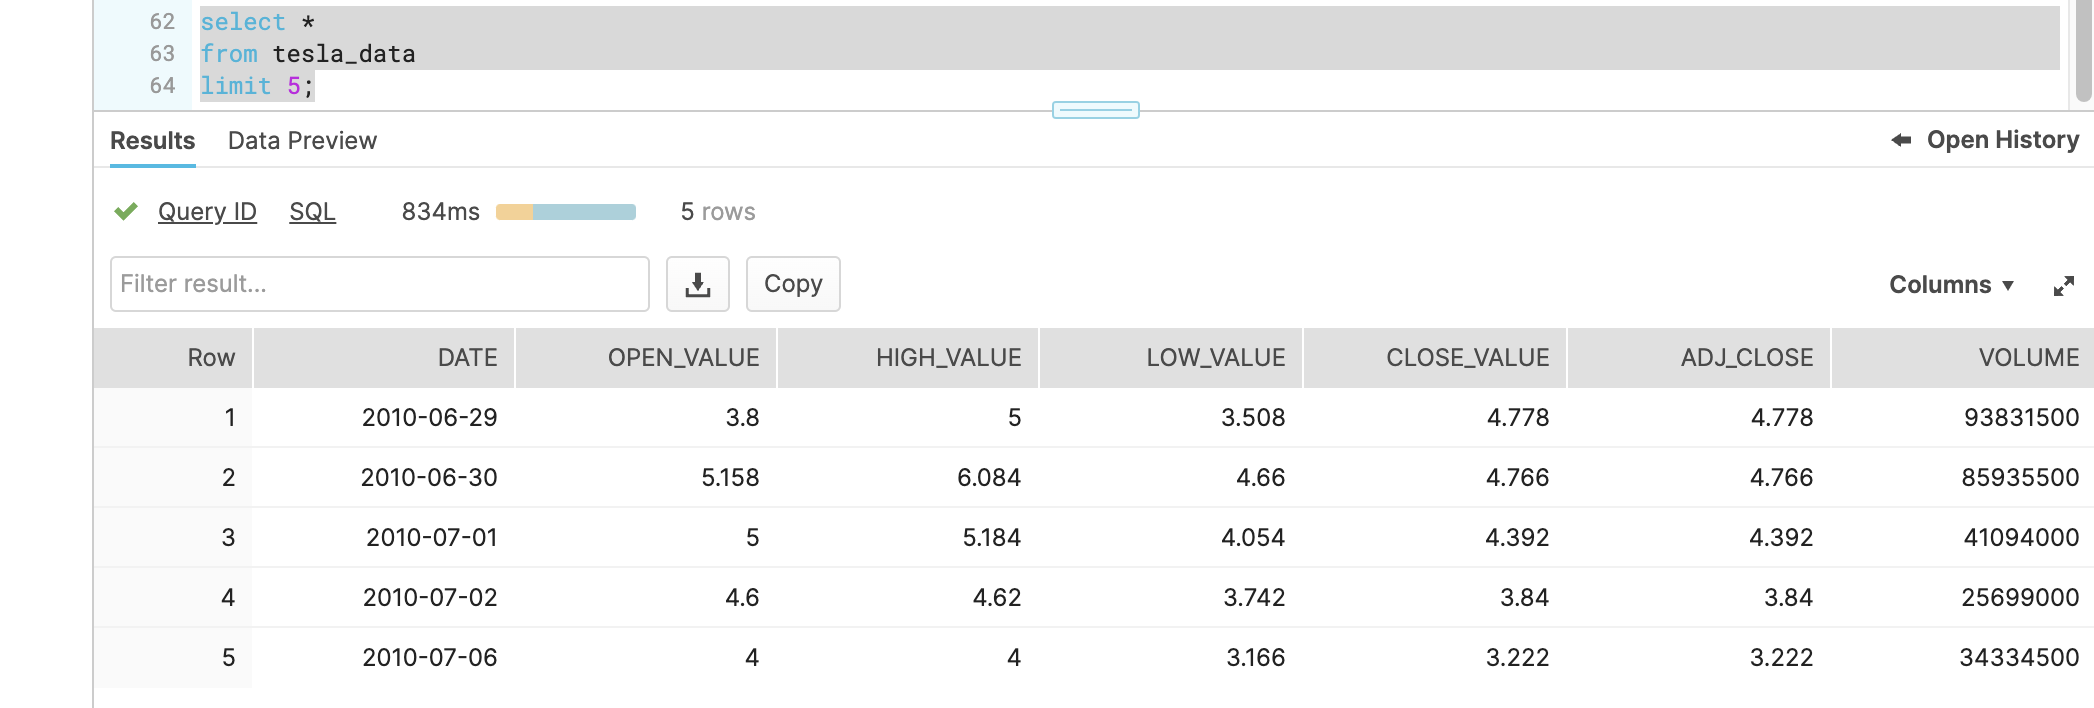 62 select *
63 from tesla_data
64 limit 5;
Results Data Preview Open History
Query ID SQL 834ms 5 rows
Filter result... Copy Columns
Row DATE OPEN_VALUE HIGH_VALUE LOW_VALUE CLOSE_VALUE ADJ_CLOSE VOLUME
1 2010-06-29 3.8 5 3.508 4.778 4.778 93831500
2 2010-06-30 5.158 6.084 4.66 4.766 4.766 85935500
3 2010-07-01 5 5.184 4.054 4.392 4.392 41094000
4 2010-07-02 4.6 4.62 3.742 3.84 3.84 25699000
5 2010-07-06 4 4 3.166 3.222 3.222 34334500